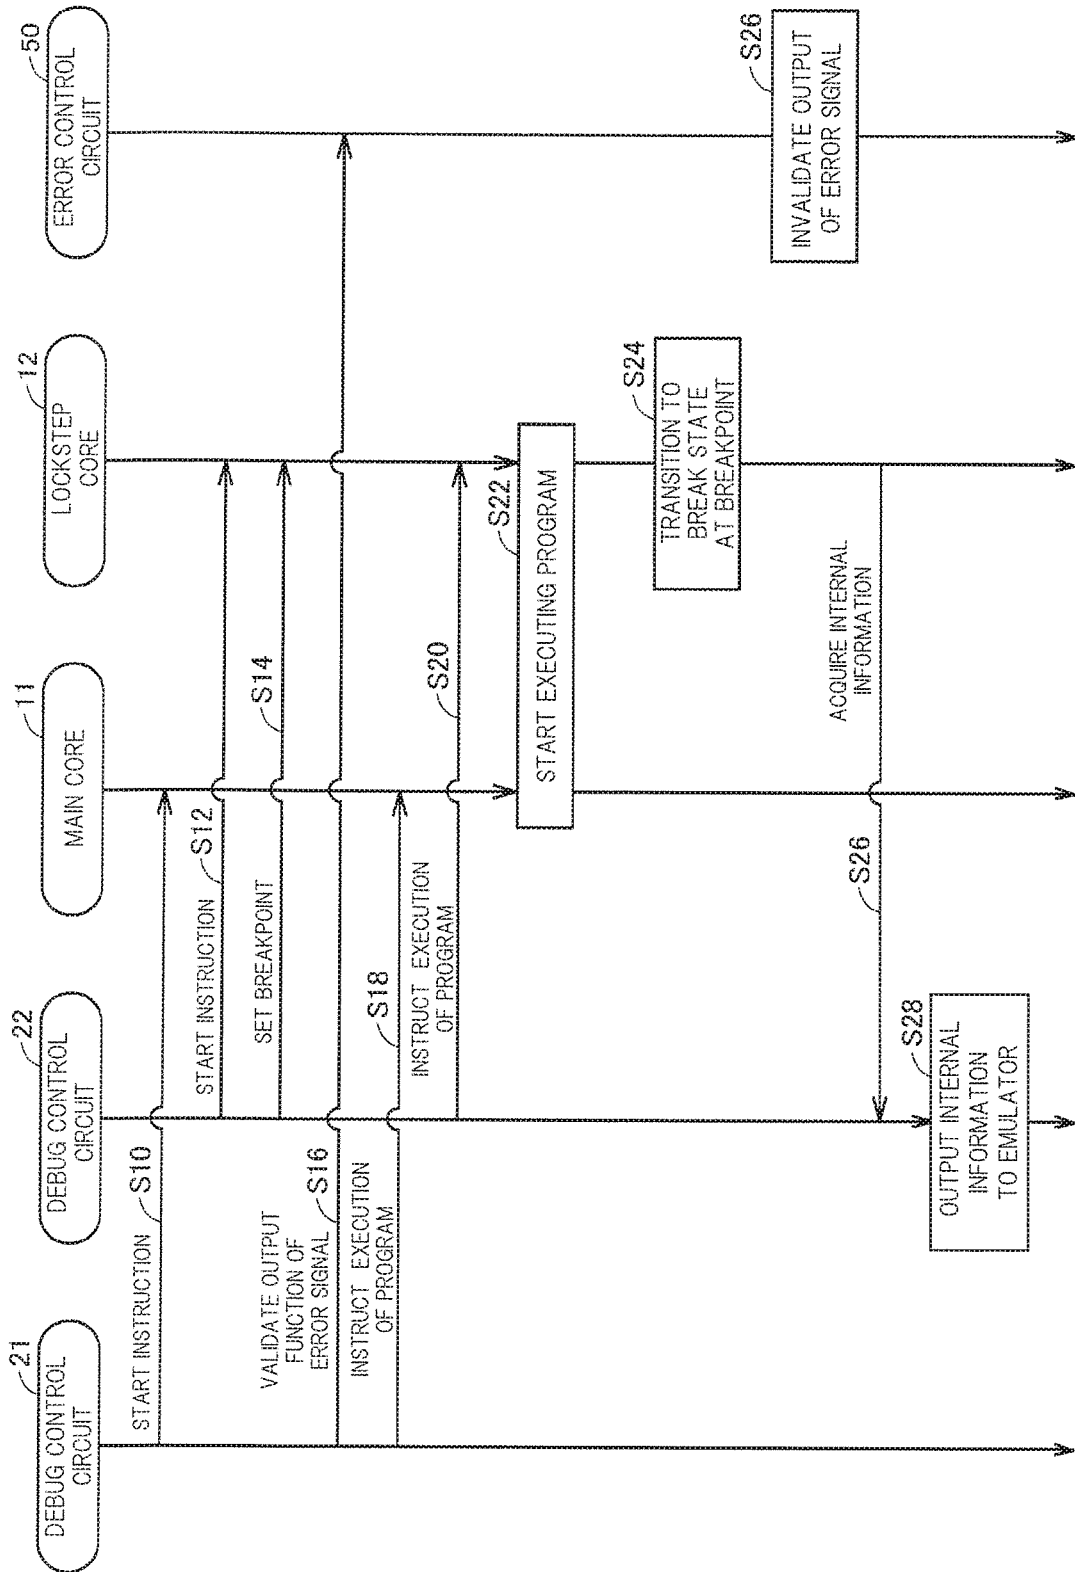 DEBUG CONTROL
CIRCUIT
21
DEBUG CONTROL
CIRCUIT
22
MAIN CORE
11
LOCKSTEP
CORE
12
ERROR CONTROL
CIRCUIT
50
START INSTRUCTION
S10
START INSTRUCTION
S12
SET BREAKPOINT
S14
VALIDATE OUTPUT
FUNCTION OF
ERROR SIGNAL
S16
INSTRUCT EXECUTION
OF PROGRAM
S18
INSTRUCT EXECUTION
OF PROGRAM
S20
S22
START EXECUTING PROGRAM
S24
TRANSITION TO
BREAK STATE
AT BREAKPOINT
S26
INVALIDATE OUTPUT
OF ERROR SIGNAL
ACQUIRE INTERNAL
INFORMATION
S26
S28
OUTPUT INTERNAL
INFORMATION
TO EMULATOR